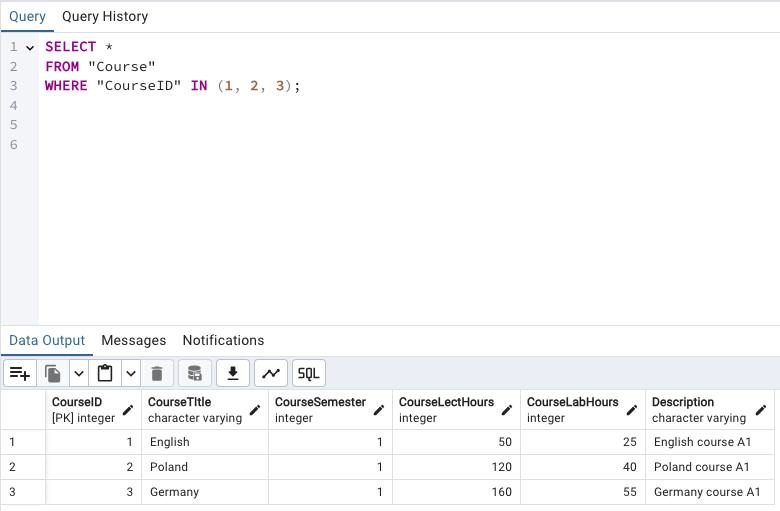 Query Query History
1 SELECT *
2 FROM "Course"
3 WHERE "CourseID" IN (1, 2, 3);
4
5
6
Data Output Messages Notifications
SQL
CourseID CourseTItle CourseSemester CourseLectHours CourseLabHours Description
[PK] integer character varying integer integer integer character varying
1 1 English 1 50 25 English course A1
2 2 Poland 1 120 40 Poland course A1
3 3 Germany 1 160 55 Germany course A1